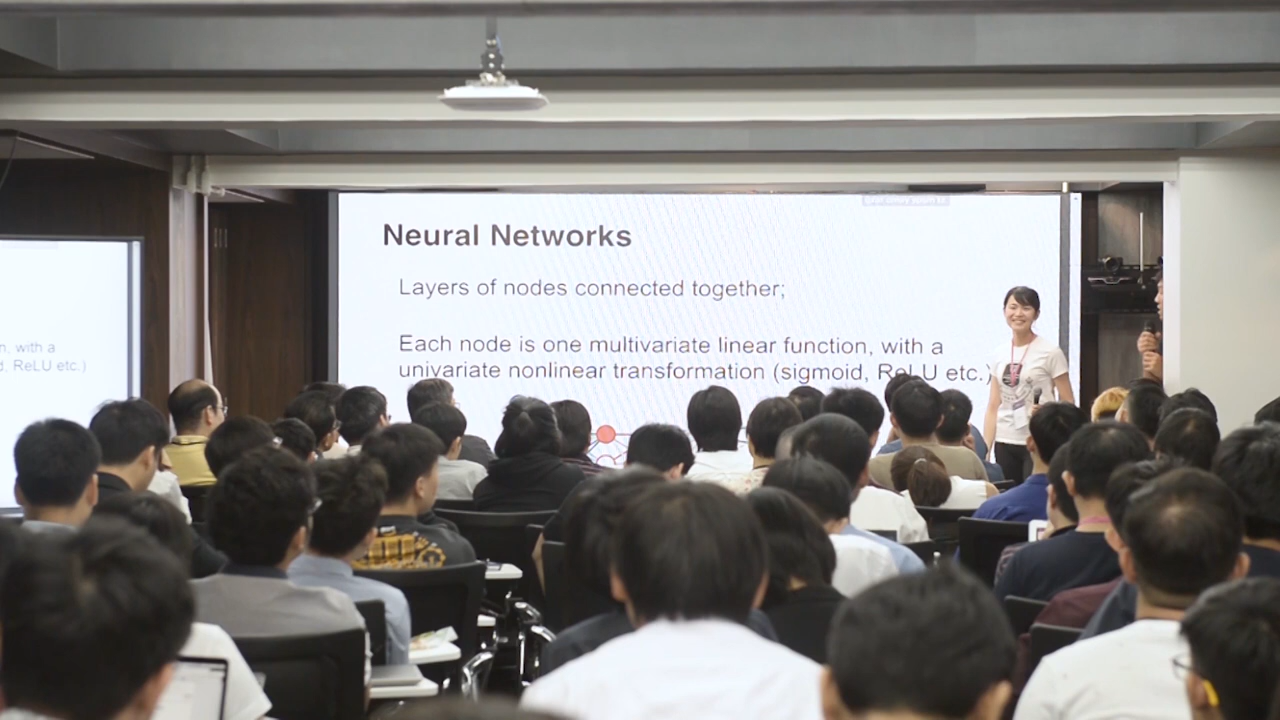 Neural Networks
Layers of nodes connected together;
Each node is one multivariate linear function, with a
univariate nonlinear transformation (sigmoid, ReLU etc.)
n, with a
d, ReLU etc.)